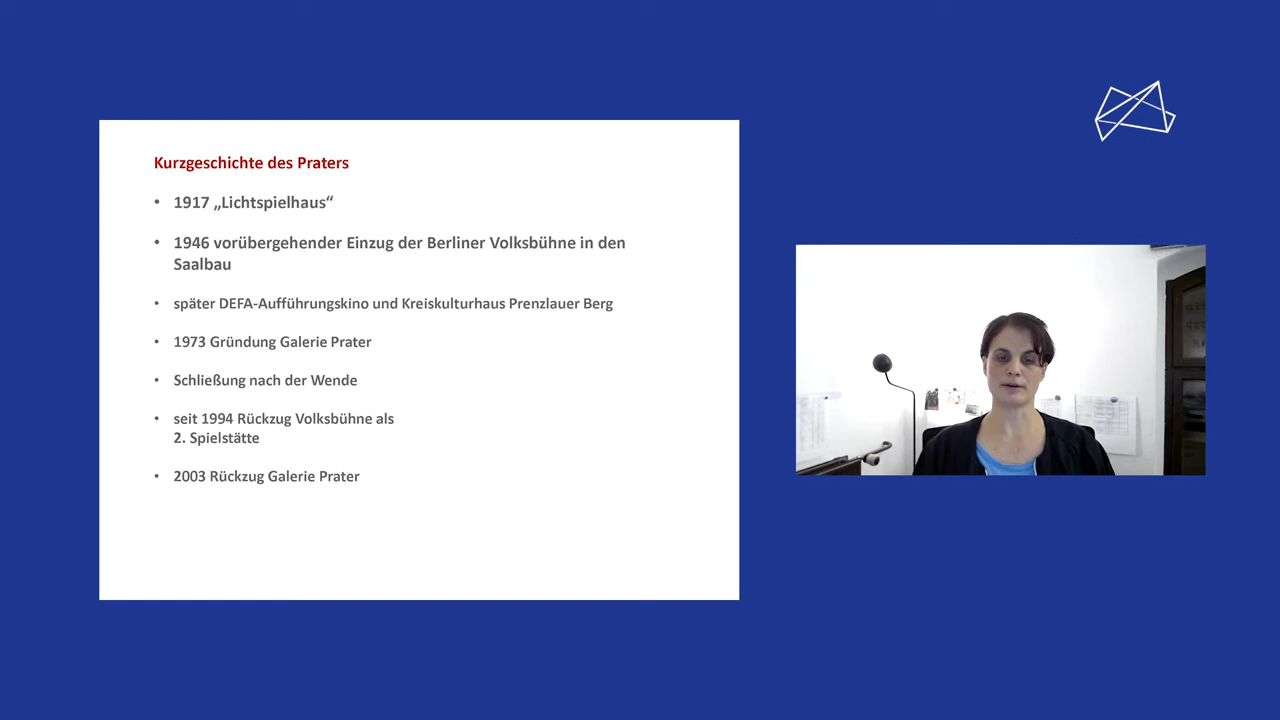 Kurzgeschichte des Praters
• 1917 „Lichtspielhaus“
• 1946 vorübergehender Einzug der Berliner Volksbühne in den
Saalbau
• später DEFA-Aufführungskino und Kreiskulturhaus Prenzlauer Berg
• 1973 Gründung Galerie Prater
• Schließung nach der Wende
• seit 1994 Rückzug Volksbühne als
2. Spielstätte
• 2003 Rückzug Galerie Prater